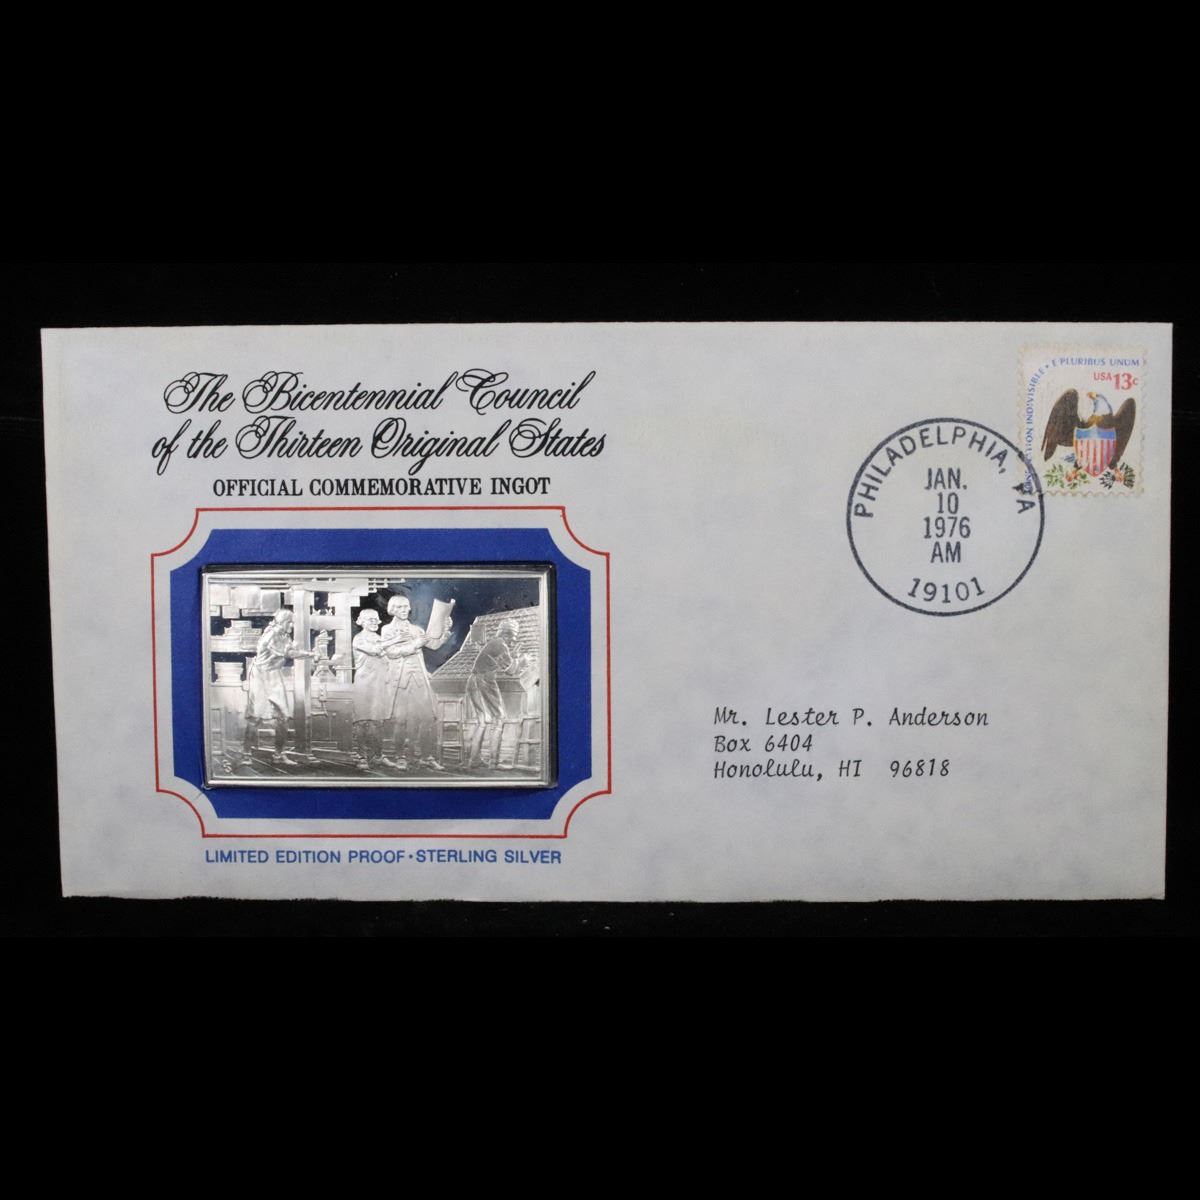 The Bicentennial Council
of the Thirteen Original States
OFFICIAL COMMEMORATIVE INGOT
LIMITED EDITION PROOF · STERLING SILVER
INDIVISIBLE · E PLURIBUS UNUM
USA 13c
PHILADELPHIA, PA
JAN.
10
1976
AM
19101
Mr. Lester P. Anderson
Box 6404
Honolulu, HI 96818